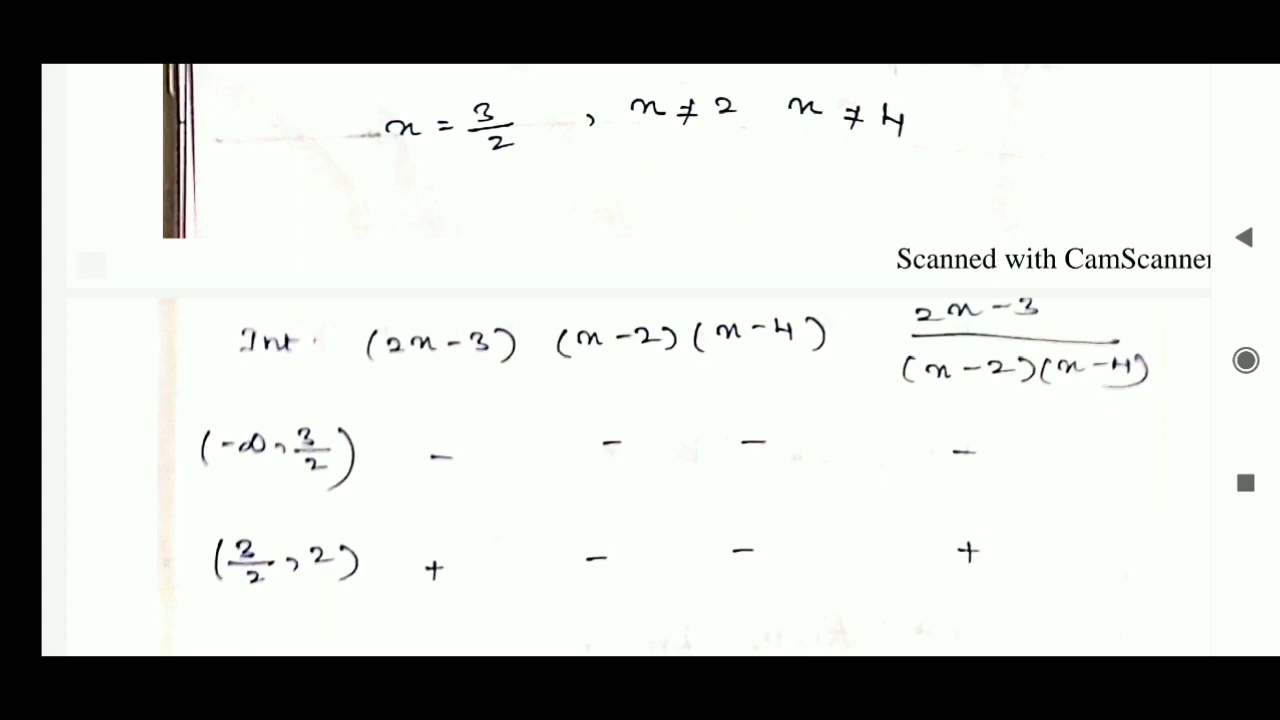 x = 3/2 , x ≠ 2 x ≠ 4
Scanned with CamScanner
Int. (2x-3) (x-2) (x-4) 2x-3/(x-2)(x-4)
(-∞, 3/2) - - - -
(3/2, 2) + - - +